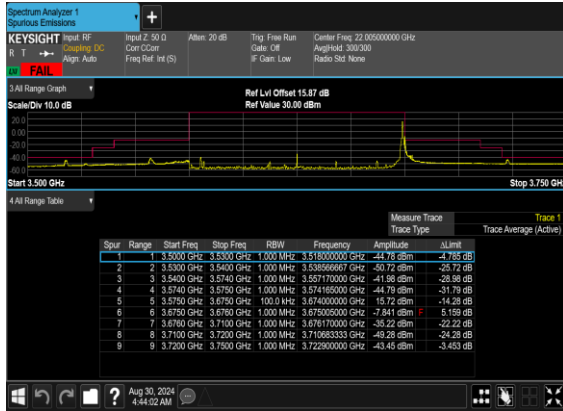 Spectrum Analyzer 1
Spurious Emissions
KEYSIGHT Input: RF Input Z: 50 Ω Atten: 20 dB Trig: Free Run Center Freq: 22.005000000 GHz
R T Coupling: DC Corr CCorr Gate: Off Avg|Hold: 300/300
Align: Auto Freq Ref: Int (S) IF Gain: Low Radio Std: None
FAIL
3 All Range Graph
Ref Lvl Offset 15.87 dB
Scale/Div 10.0 dB Ref Value 30.00 dBm
20.0
0.00
-20.0
-40.0
-60.0
Start 3.500 GHz Stop 3.750 GH
4 All Range Table
Measure Trace Trace 1
Trace Type Trace Average (Active)
Spur Range Start Freq Stop Freq RBW Frequency Amplitude ΔLimit
1 1 3.5000 GHz 3.5300 GHz 1.000 MHz 3.518000000 GHz -44.78 dBm -4.785 dB
2 2 3.5300 GHz 3.5400 GHz 1.000 MHz 3.538566667 GHz -50.72 dBm -25.72 dB
3 3 3.5400 GHz 3.5740 GHz 1.000 MHz 3.557170000 GHz -41.98 dBm -28.98 dB
4 4 3.5740 GHz 3.5750 GHz 1.000 MHz 3.574165000 GHz -44.79 dBm -31.79 dB
5 5 3.5750 GHz 3.6750 GHz 100.0 kHz 3.674000000 GHz 15.72 dBm -14.28 dB
6 6 3.6750 GHz 3.6760 GHz 1.000 MHz 3.675005000 GHz -7.841 dBm F 5.159 dB
7 7 3.6760 GHz 3.7100 GHz 1.000 MHz 3.676170000 GHz -35.22 dBm -22.22 dB
8 8 3.7100 GHz 3.7200 GHz 1.000 MHz 3.710683333 GHz -49.28 dBm -24.28 dB
9 9 3.7200 GHz 3.7500 GHz 1.000 MHz 3.722900000 GHz -43.45 dBm -3.453 dB
? Aug 30, 2024
4:44:02 AM